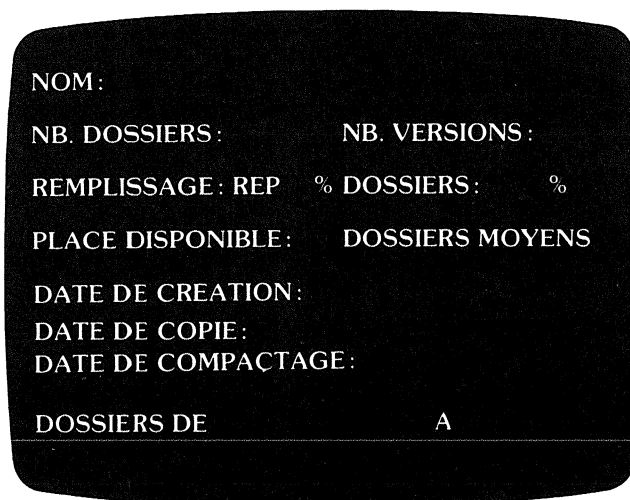 NOM:
NB. DOSSIERS: NB. VERSIONS:
REMPLISSAGE: REP % DOSSIERS: %
PLACE DISPONIBLE: DOSSIERS MOYENS
DATE DE CREATION:
DATE DE COPIE:
DATE DE COMPACTAGE:
DOSSIERS DE A